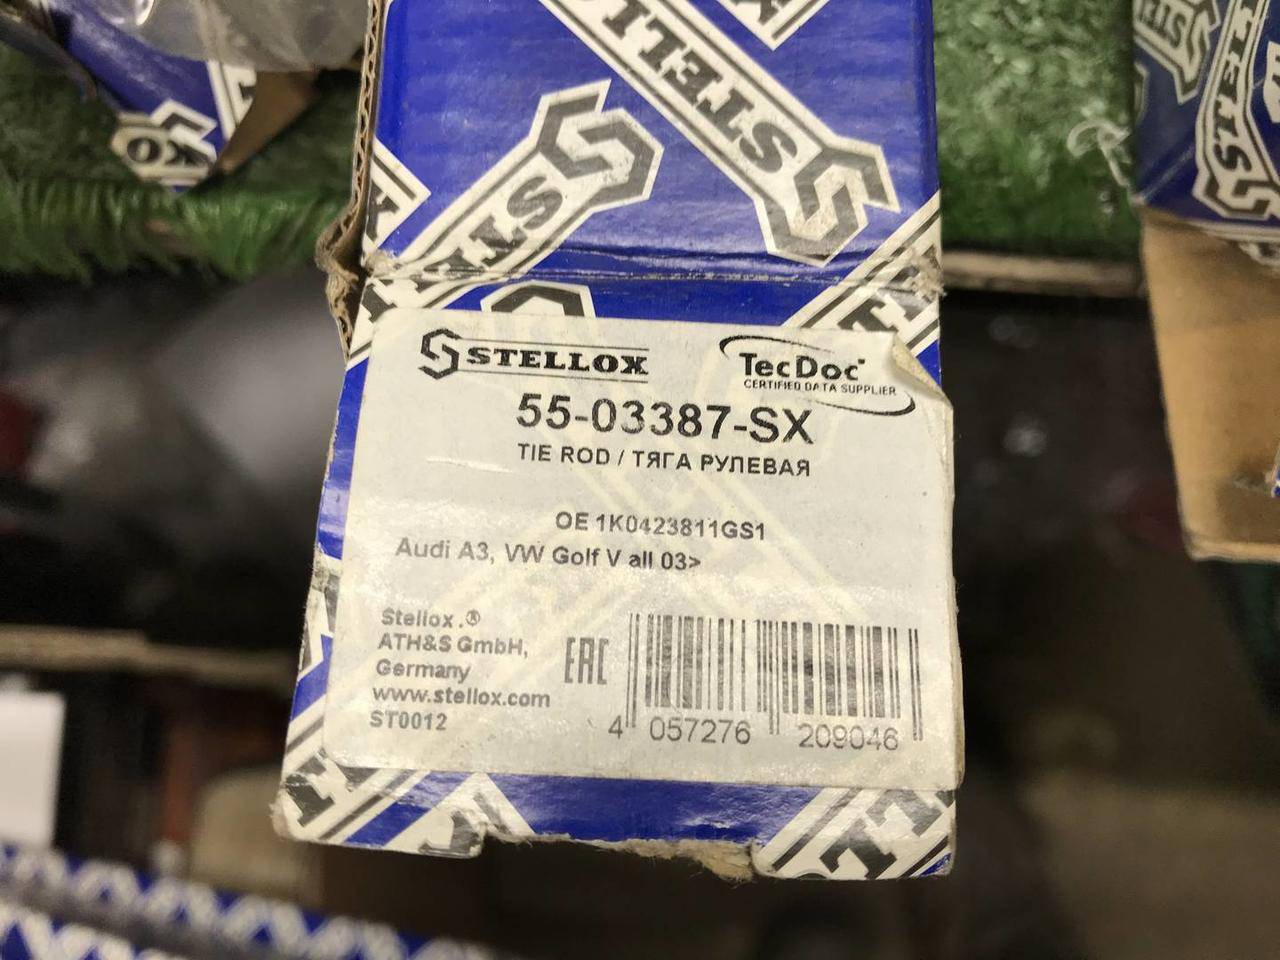 STELLOX
STELLOX
TecDoc
CERTIFIED DATA SUPPLIER
55-03387-SX
TIE ROD / ТЯГА РУЛЕВАЯ
OE 1K0423811GS1
Audi A3, VW Golf V all 03>
Stellox.®
ATH&S GmbH,
Germany
www.stellox.com
ST0012
EAC
4 057276 209046